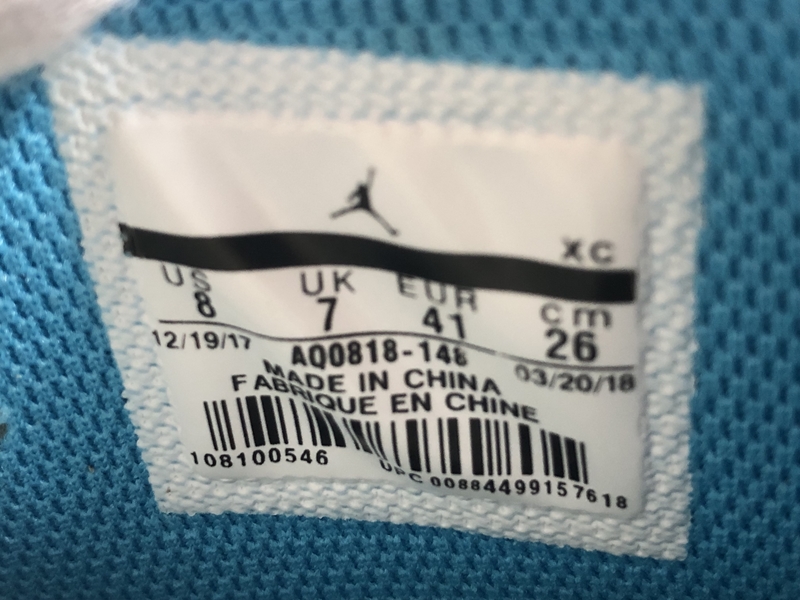 XC
US UK EUR cm
8 7 41 26
12/19/17 AQ0818-148 03/20/18
MADE IN CHINA
FABRIQUE EN CHINE
108100546 UPC 00884499157618